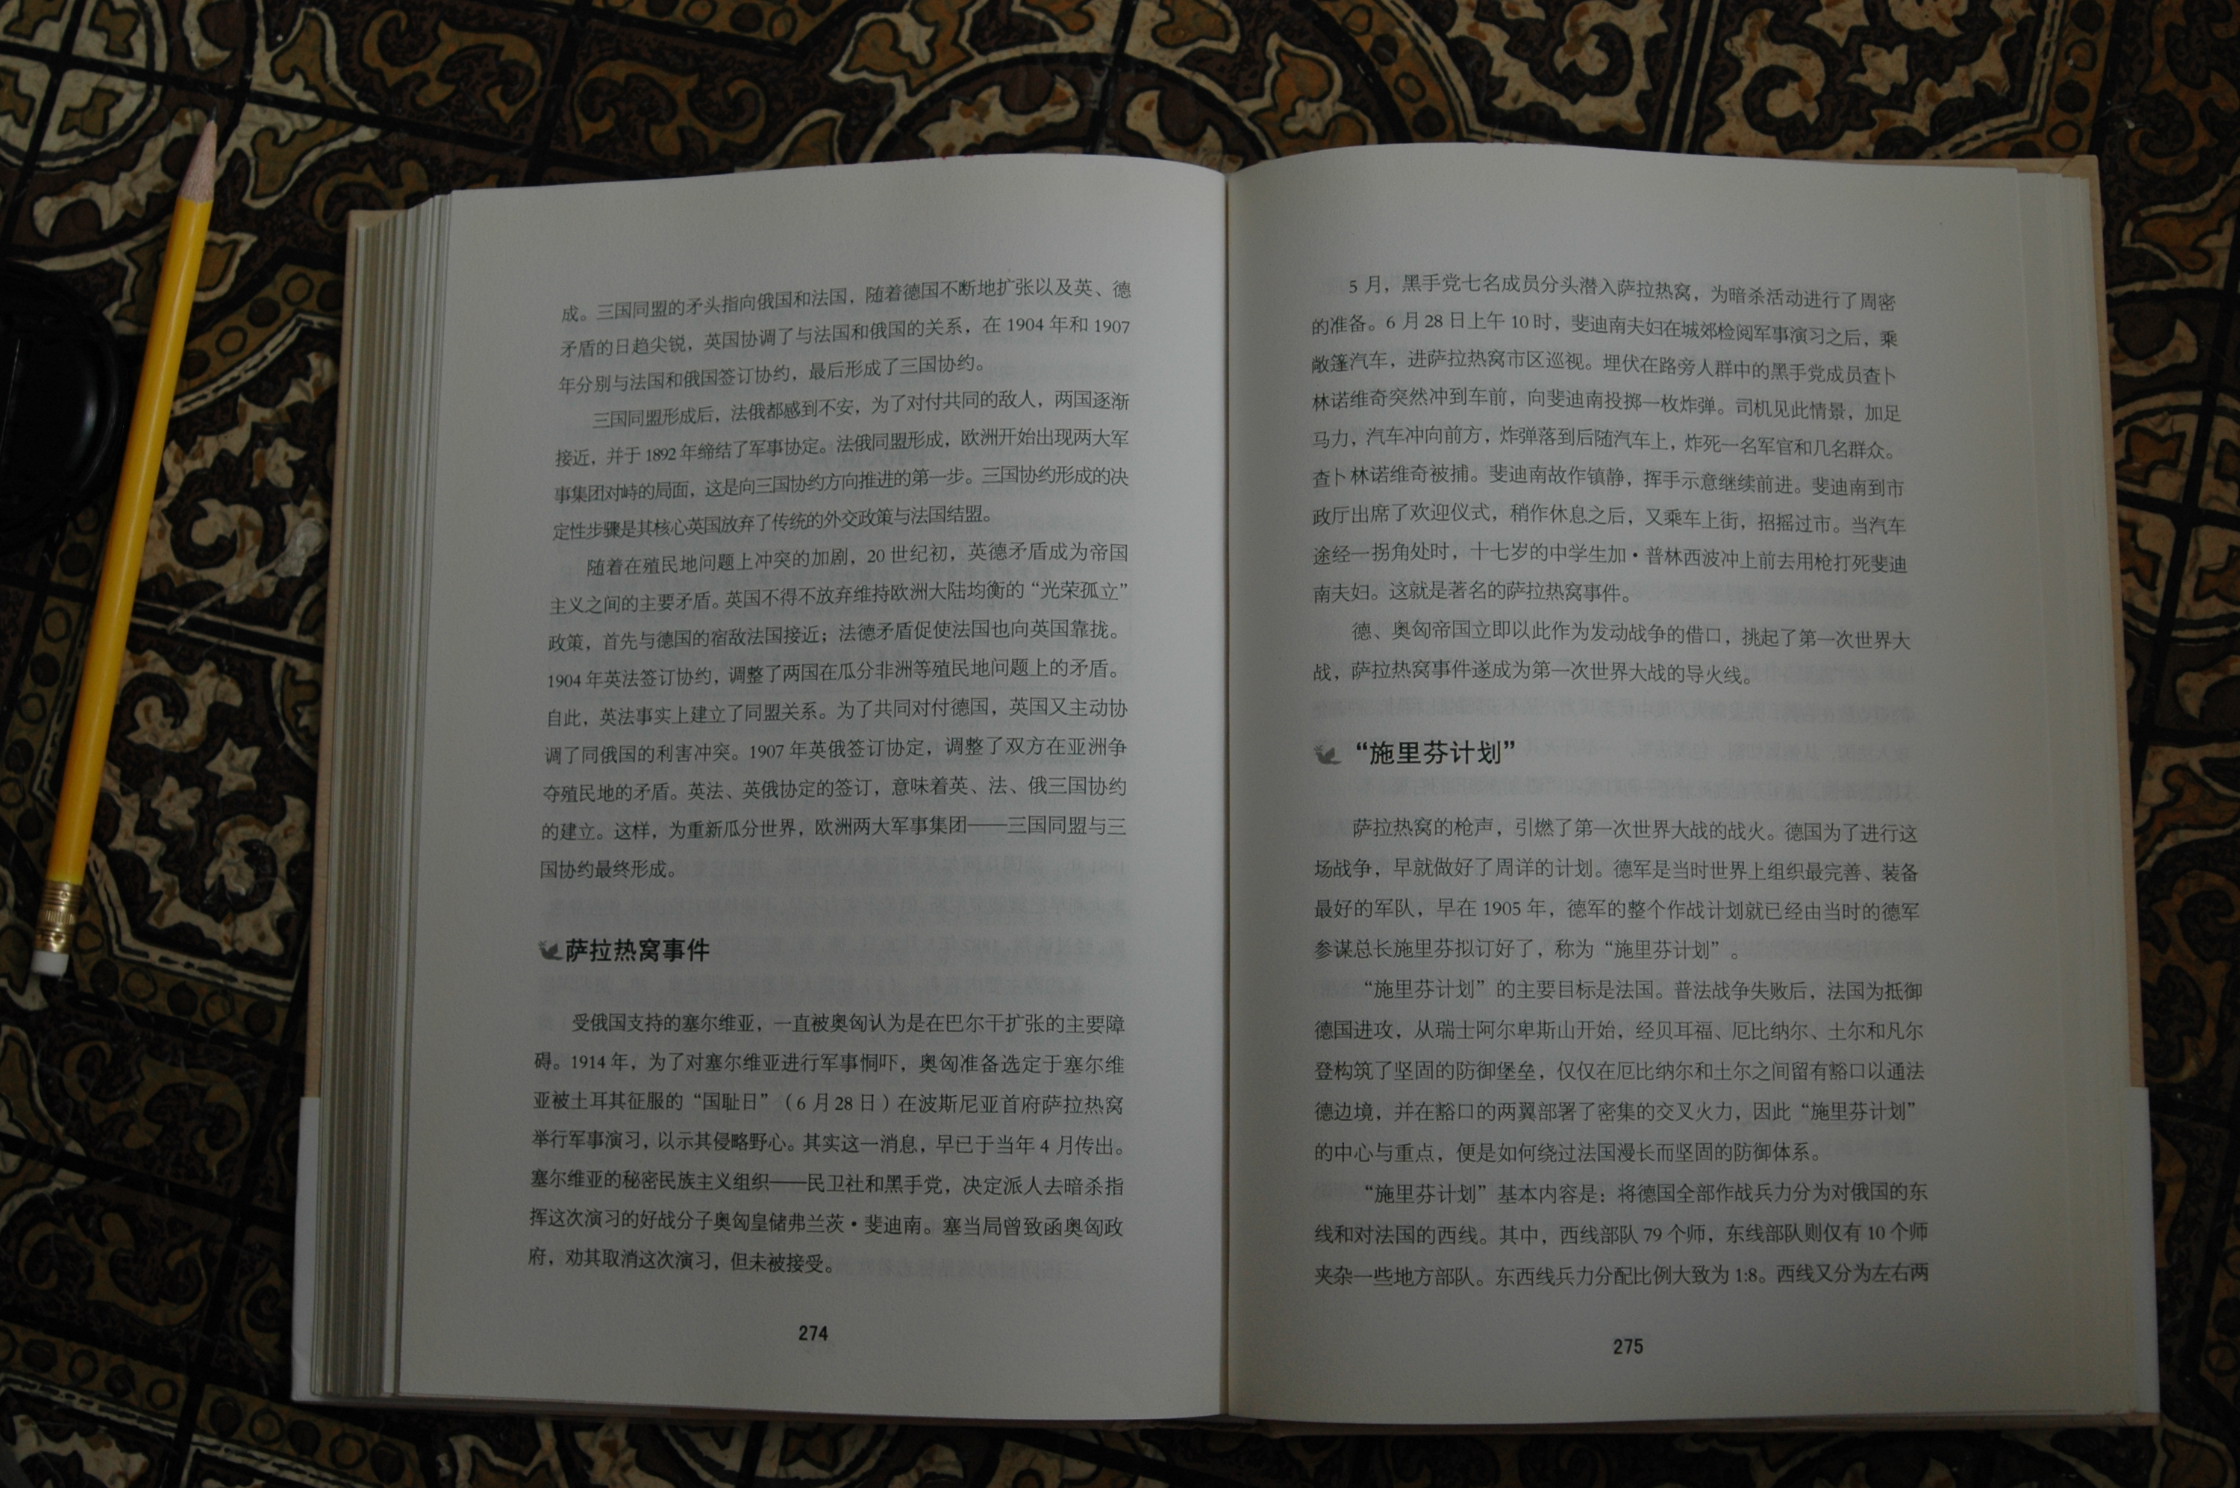 成。三国同盟的矛头指向俄国和法国，随着德国不断地扩张以及英、德
矛盾的日趋尖锐，英国协调了与法国和俄国的关系，在 1904 年和 1907
年分别与法国和俄国签订协约，最后形成了三国协约。
三国同盟形成后，法俄都感到不安，为了对付共同的敌人，两国逐渐
接近，并于 1892 年缔结了军事协定。法俄同盟形成，欧洲开始出现两大军
事集团对峙的局面，这是向三国协约方向推进的第一步。三国协约形成的决
定性步骤是其核心英国放弃了传统的外交政策与法国结盟。
随着在殖民地问题上冲突的加剧，20 世纪初，英德矛盾成为帝国
主义之间的主要矛盾。英国不得不放弃维持欧洲大陆均衡的“光荣孤立”
政策，首先与德国的宿敌法国接近；法德矛盾促使法国也向英国靠拢。
1904 年英法签订协约，调整了两国在瓜分非洲等殖民地问题上的矛盾。
自此，英法事实上建立了同盟关系。为了共同对付德国，英国又主动协
调了同俄国的利害冲突。1907 年英俄签订协定，调整了双方在亚洲争
夺殖民地的矛盾。英法、英俄协定的签订，意味着英、法、俄三国协约
的建立。这样，为重新瓜分世界，欧洲两大军事集团——三国同盟与三
国协约最终形成。
萨拉热窝事件
受俄国支持的塞尔维亚，一直被奥匈认为是在巴尔干扩张的主要障
碍。1914 年，为了对塞尔维亚进行军事恫吓，奥匈准备选定于塞尔维
亚被土耳其征服的“国耻日”（6 月 28 日）在波斯尼亚首府萨拉热窝
举行军事演习，以示其侵略野心。其实这一消息，早已于当年 4 月传出。
塞尔维亚的秘密民族主义组织——民卫社和黑手党，决定派人去暗杀指
挥这次演习的好战分子奥匈皇储弗兰茨·斐迪南。塞当局曾致函奥匈政
府，劝其取消这次演习，但未被接受。
274
5 月，黑手党七名成员分头潜入萨拉热窝，为暗杀活动进行了周密
的准备。6 月 28 日上午 10 时，斐迪南夫妇在城郊检阅军事演习之后，乘
敞篷汽车，进萨拉热窝市区巡视。埋伏在路旁人群中的黑手党成员查卜
林诺维奇突然冲到车前，向斐迪南投掷一枚炸弹。司机见此情景，加足
马力，汽车冲向前方，炸弹落到后随汽车上，炸死一名军官和几名群众。
查卜林诺维奇被捕。斐迪南故作镇静，挥手示意继续前进。斐迪南到市
政厅出席了欢迎仪式，稍作休息之后，又乘车上街，招摇过市。当汽车
途经一拐角处时，十七岁的中学生加·普林西波冲上前去用枪打死斐迪
南夫妇。这就是著名的萨拉热窝事件。
德、奥匈帝国立即以此作为发动战争的借口，挑起了第一次世界大
战，萨拉热窝事件遂成为第一次世界大战的导火线。
“施里芬计划”
萨拉热窝的枪声，引燃了第一次世界大战的战火。德国为了进行这
场战争，早就做好了周详的计划。德军是当时世界上组织最完善、装备
最好的军队，早在 1905 年，德军的整个作战计划就已经由当时的德军
参谋总长施里芬拟订好了，称为“施里芬计划”。
“施里芬计划”的主要目标是法国。普法战争失败后，法国为抵御
德国进攻，从瑞士阿尔卑斯山开始，经贝耳福、厄比纳尔、土尔和凡尔
登构筑了坚固的防御堡垒，仅仅在厄比纳尔和土尔之间留有豁口以通法
德边境，并在豁口的两翼部署了密集的交叉火力，因此“施里芬计划”
的中心与重点，便是如何绕过法国漫长而坚固的防御体系。
“施里芬计划”基本内容是：将德国全部作战兵力分为对俄国的东
线和对法国的西线。其中，西线部队 79 个师，东线部队则仅有 10 个师
夹杂一些地方部队。东西线兵力分配比例大致为 1:8。西线又分为左右两
275